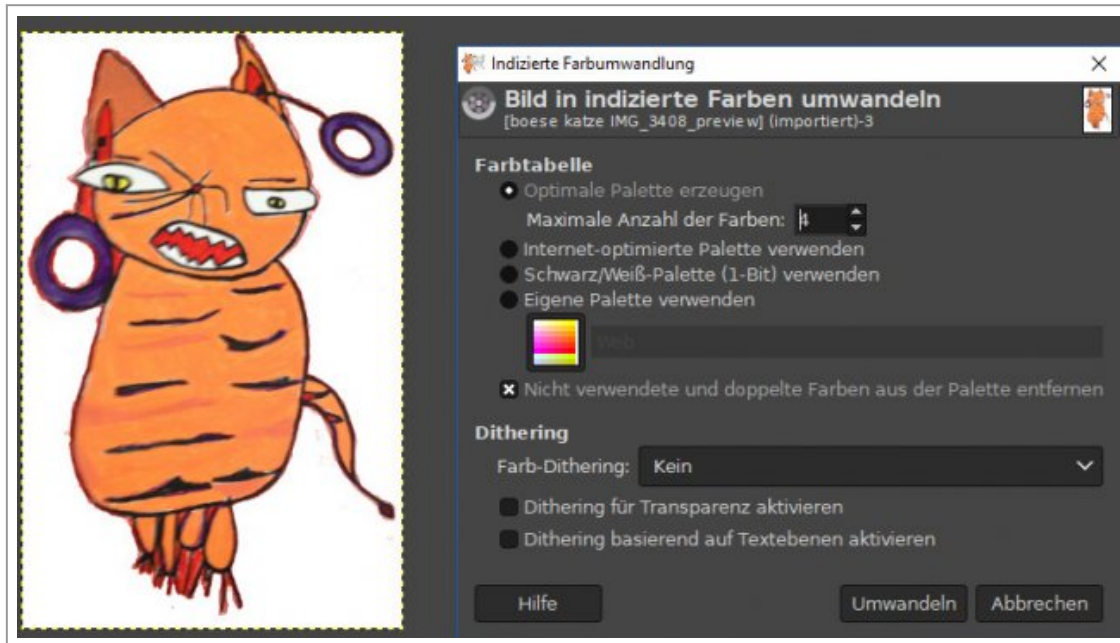 Indizierte Farbumwandlung
Bild in indizierte Farben umwandeln
[boese katze IMG_3408_preview] (importiert)-3
Farbtabelle
Optimale Palette erzeugen
Maximale Anzahl der Farben: 4
Internet-optimierte Palette verwenden
Schwarz/Weiß-Palette (1-Bit) verwenden
Eigene Palette verwenden
Web
Nicht verwendete und doppelte Farben aus der Palette entfernen
Dithering
Farb-Dithering: Kein
Dithering für Transparenz aktivieren
Dithering basierend auf Textebenen aktivieren
Hilfe Umwandeln Abbrechen